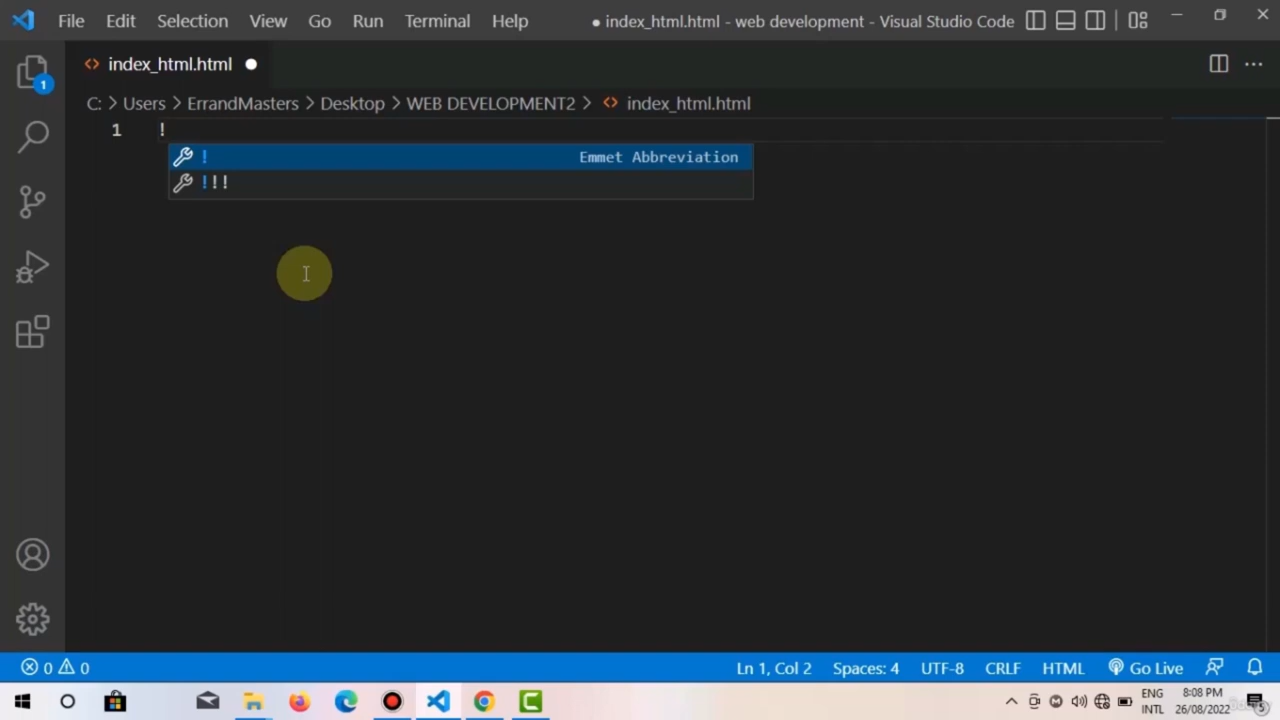 File Edit Selection View Go Run Terminal Help ● index_html.html - web development - Visual Studio Code
index_html.html
1
C: > Users > ErrandMasters > Desktop > WEB DEVELOPMENT2 > index_html.html
1 !
! Emmet Abbreviation
!!!
0 0 Ln 1, Col 2 Spaces: 4 UTF-8 CRLF HTML Go Live
ENG 8:08 PM
INTL 26/08/2022 5